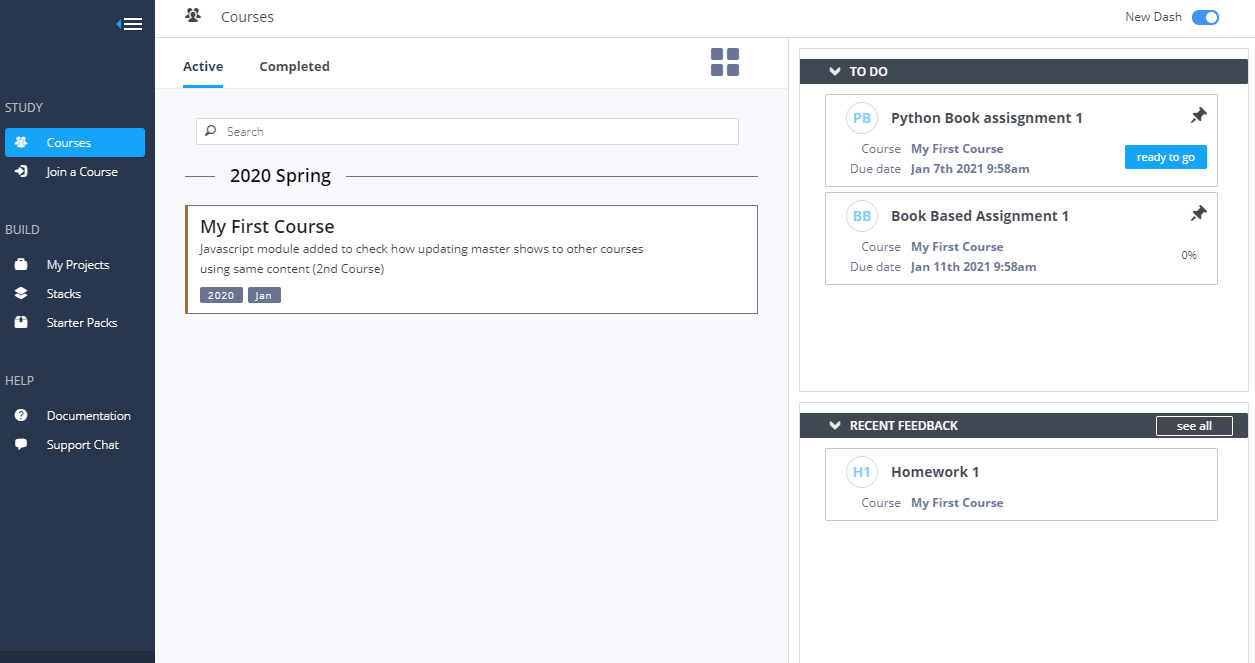 Courses
New Dash
STUDY
Courses
Join a Course
BUILD
My Projects
Stacks
Starter Packs
HELP
Documentation
Support Chat
Active Completed
Search
2020 Spring
My First Course
Javascript module added to check how updating master shows to other courses
using same content (2nd Course)
2020 Jan
TO DO
PB Python Book assisgnment 1
Course My First Course
ready to go
Due date Jan 7th 2021 9:58am
BB Book Based Assignment 1
Course My First Course
0%
Due date Jan 11th 2021 9:58am
RECENT FEEDBACK see all
H1 Homework 1
Course My First Course